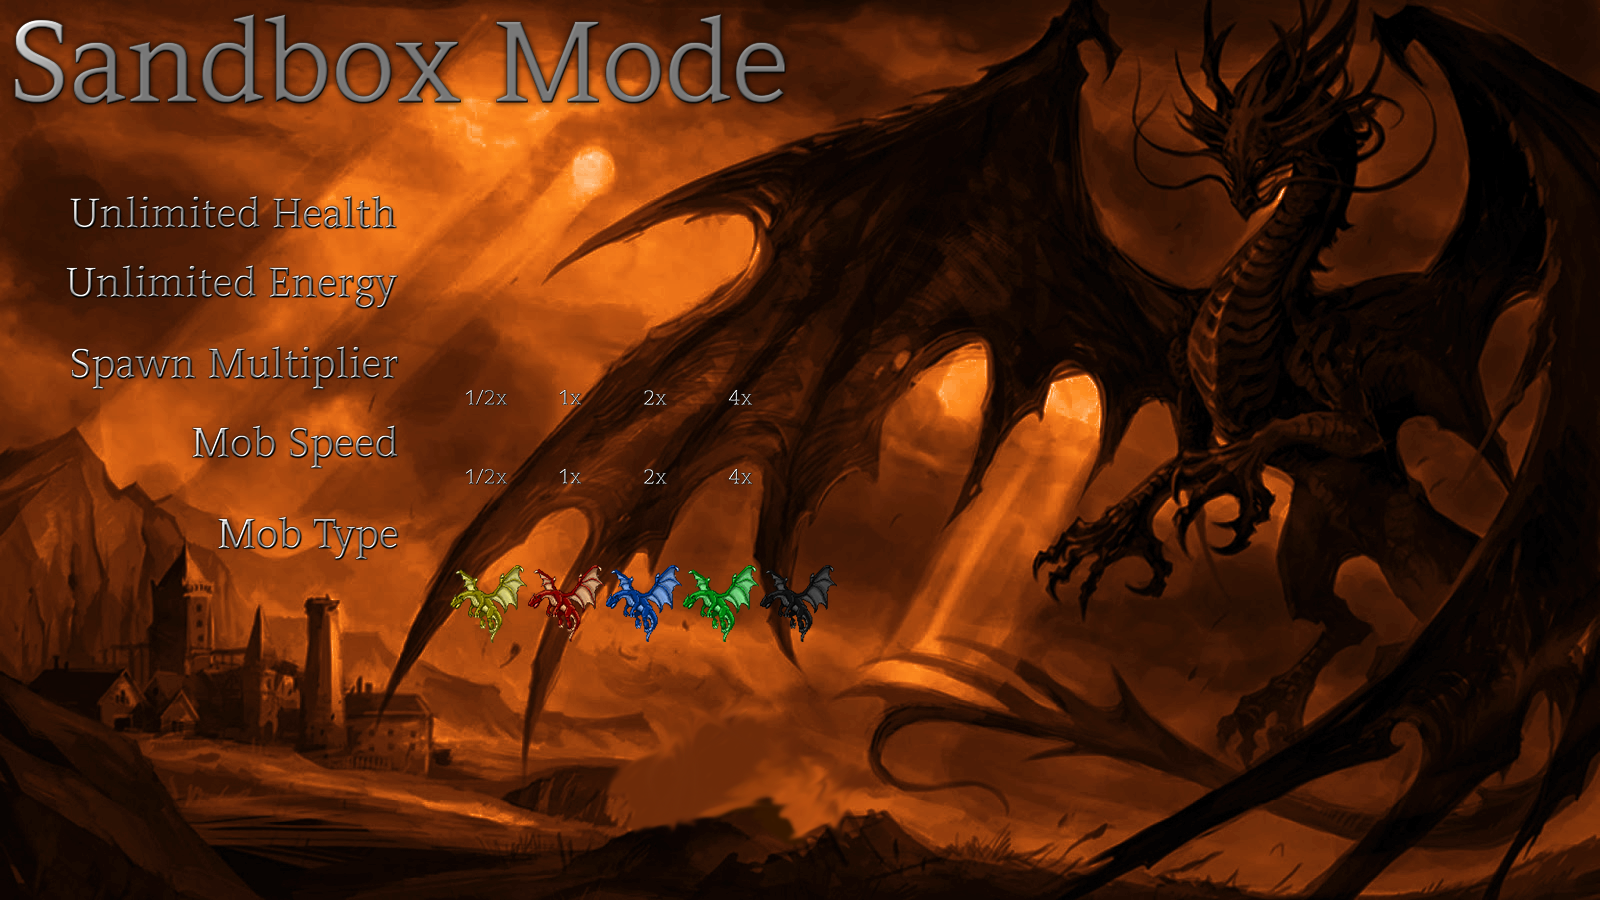 Sandbox Mode
Unlimited Health
Unlimited Energy
Spawn Multiplier
1/2x 1x 2x 4x
Mob Speed
1/2x 1x 2x 4x
Mob Type